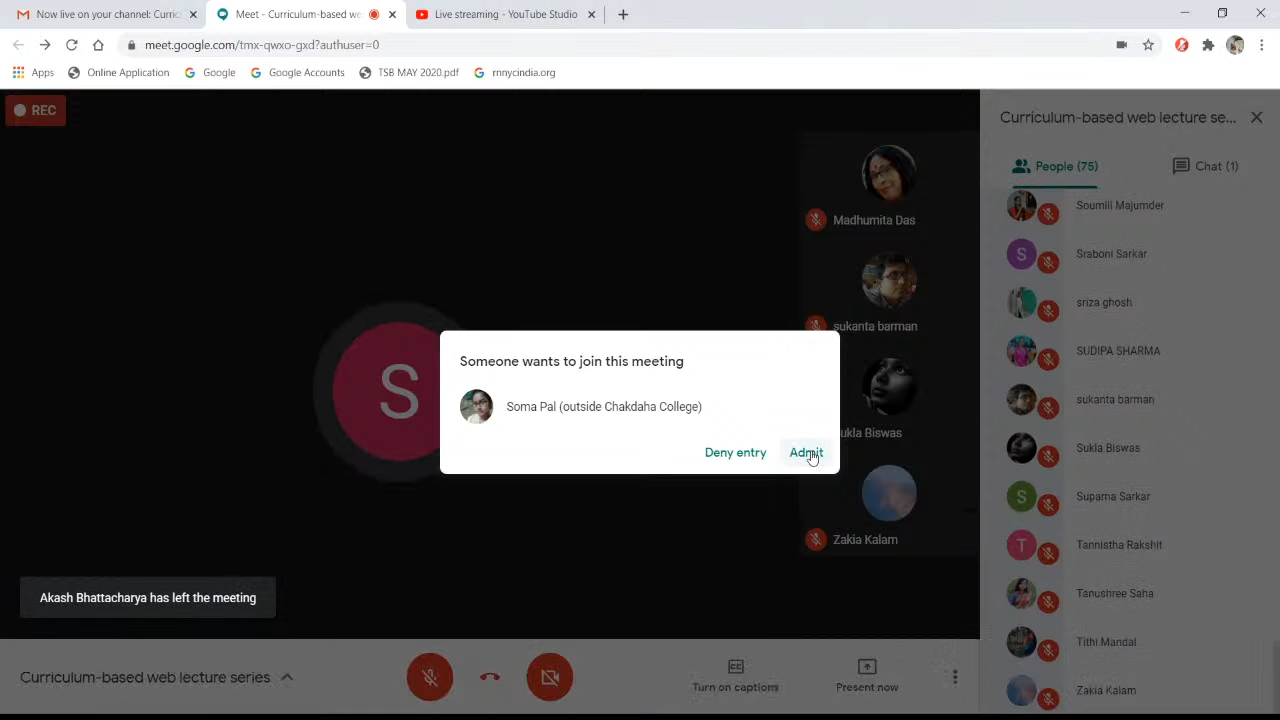 Now live on your channel: Curric
Meet - Curriculum-based we
Live streaming - YouTube Studio
meet.google.com/tmx-qwxo-gxd?authuser=0
Apps
Online Application
Google
Google Accounts
TSB MAY 2020.pdf
rnnycindia.org
REC
Curriculum-based web lecture se...
People (75)
Chat (1)
Madhumita Das
sukanta barman
Sukla Biswas
Zakia Kalam
Soumili Majumder
Sraboni Sarkar
sriza ghosh
SUDIPA SHARMA
sukanta barman
Sukla Biswas
Suparna Sarkar
Tannistha Rakshit
Tanushree Saha
Tithi Mandal
Zakia Kalam
S
S
S
T
Someone wants to join this meeting
Soma Pal (outside Chakdaha College)
Deny entry
Admit
Akash Bhattacharya has left the meeting
Curriculum-based web lecture series
Turn on captions
Present now